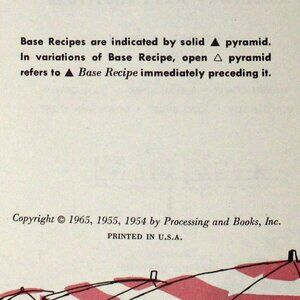 Base Recipes are indicated by solid ▲ pyramid.
In variations of Base Recipe, open △ pyramid
refers to ▲ Base Recipe immediately preceding it.
Copyright © 1965, 1955, 1954 by Processing and Books, Inc.
PRINTED IN U.S.A.